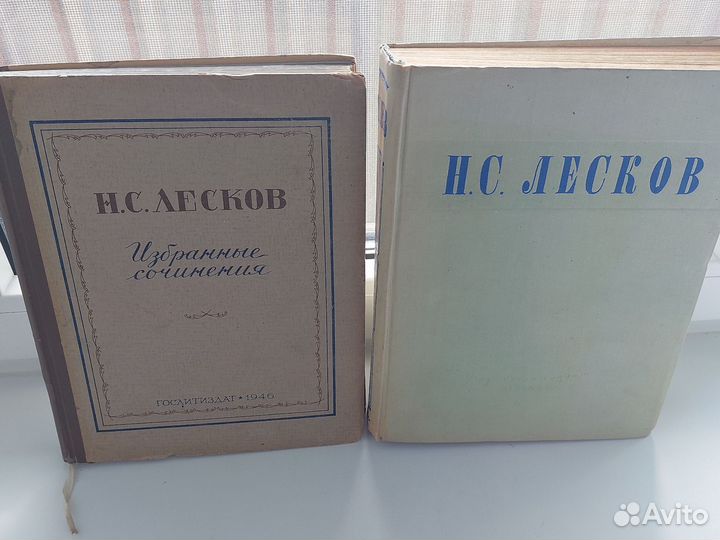 Н.С. ЛЕСКОВ
Избранные
сочинения
ГОСЛИТИЗДАТ • 1946
Н.С. ЛЕСКОВ
Avito